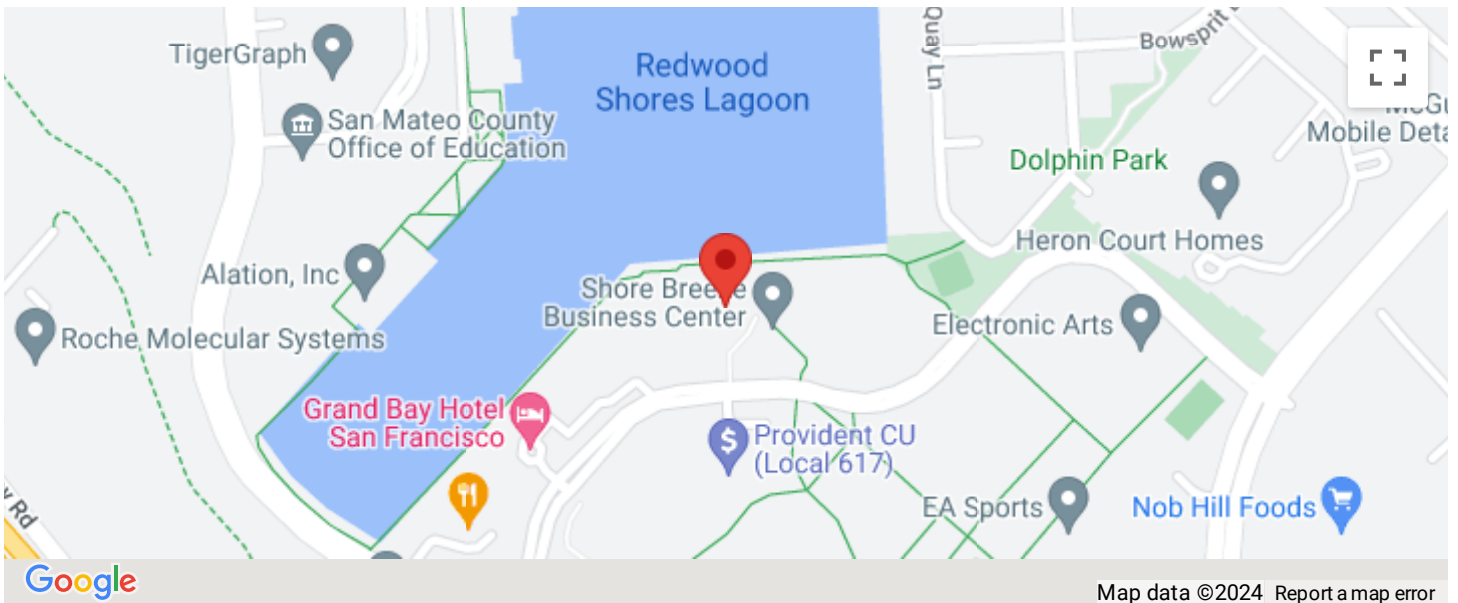 TigerGraph
San Mateo County
Office of Education
Redwood
Shores Lagoon
Quay Ln
Bowsprit
Mobile
Dolphin Park
Heron Court Homes
Alation, Inc
Roche Molecular Systems
Shore Breeze
Business Center
Electronic Arts
Grand Bay Hotel
San Francisco
Provident CU
(Local 617)
EA Sports
Nob Hill Foods
Rd
Google
Map data ©2024
Report a map error